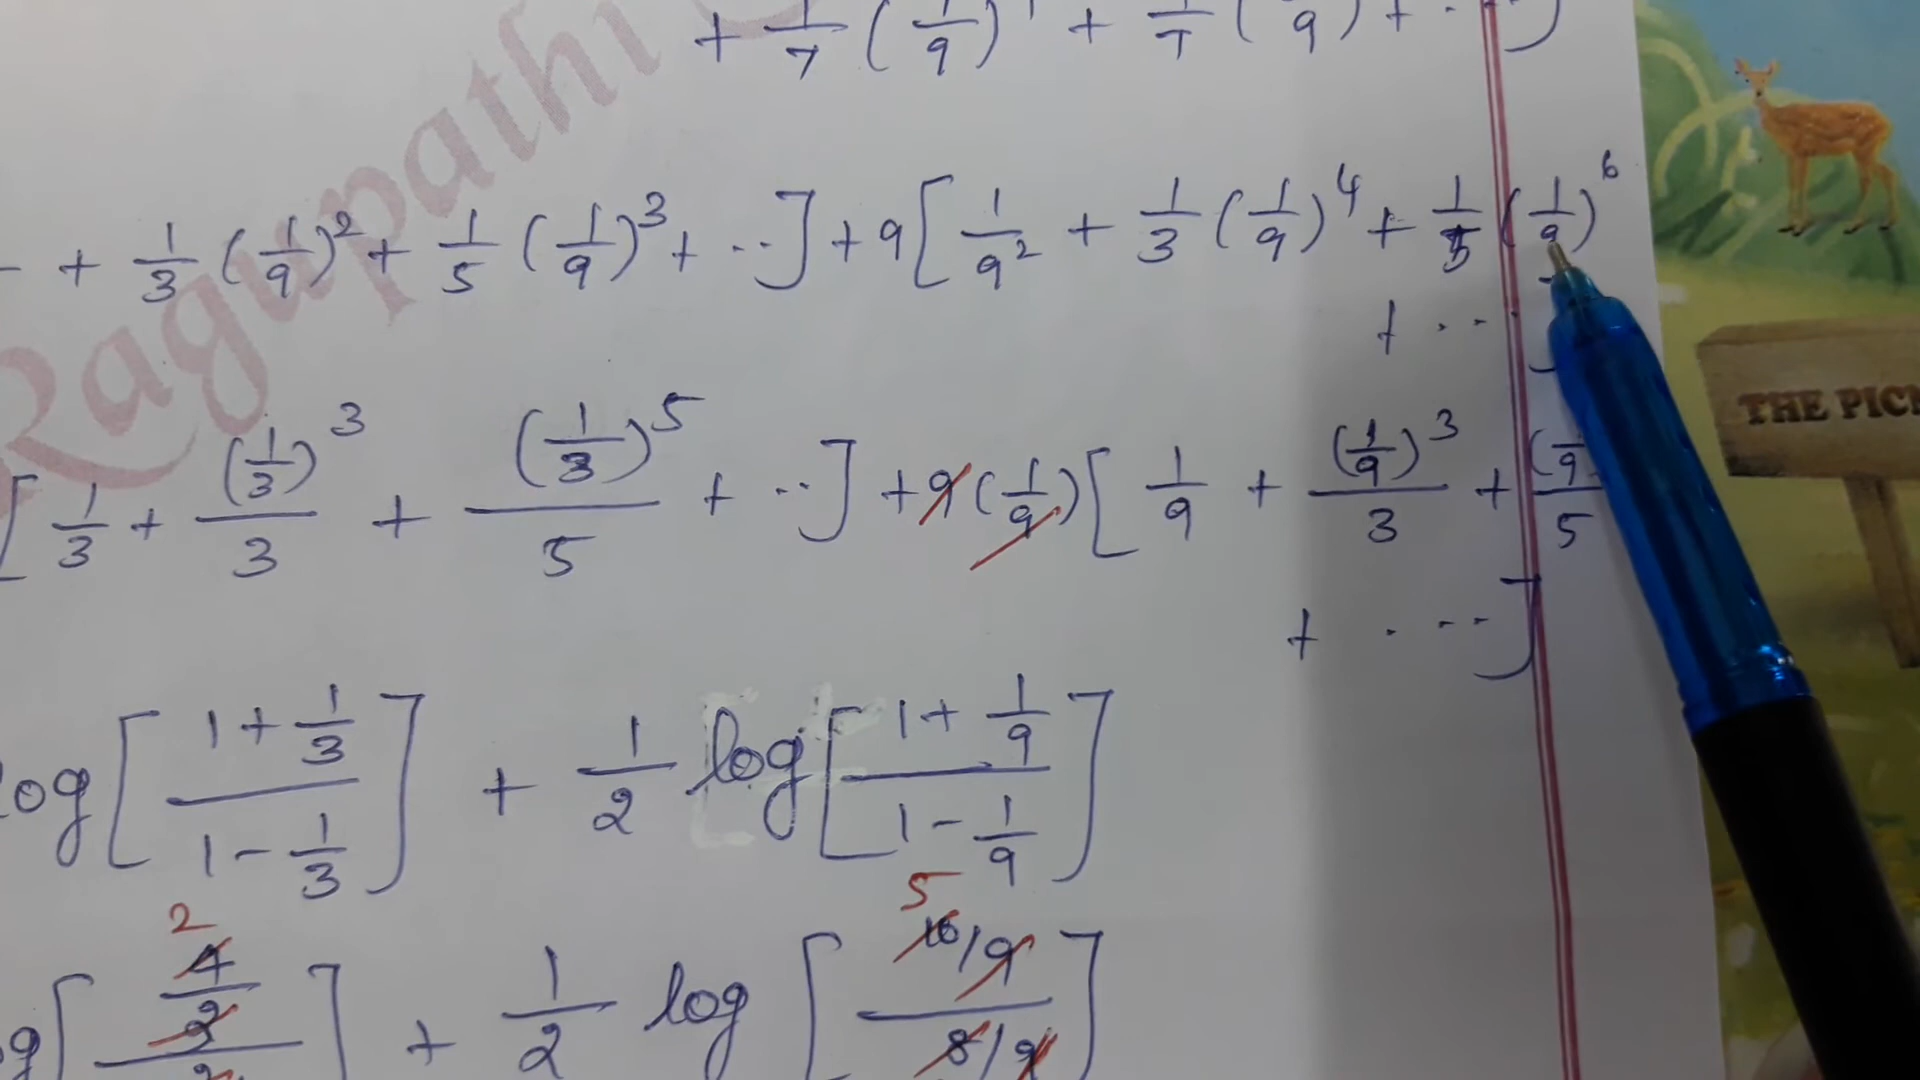 + 1/7 (1/9) + 1/7 ( /9) + ... ]
+ 1/3 (1/9)^2 + 1/5 (1/9)^3 + ..] + 9 [1/9^2 + 1/3 (1/9)^4 + 1/5 (1/9)^6
+ ... ]
[1/3 + (1/3)^3/3 + (1/3)^5/5 + ..] + 9 (1/9) [1/9 + (1/9)^3/3 + (1/9)/5
+ ....]
log [(1 + 1/3)/(1 - 1/3)] + 1/2 log [(1 + 1/9)/(1 - 1/9)]
2 5
og [4/3 / ] + 1/2 log [10/9 / 8/9]
Ragupathi
THE PICN